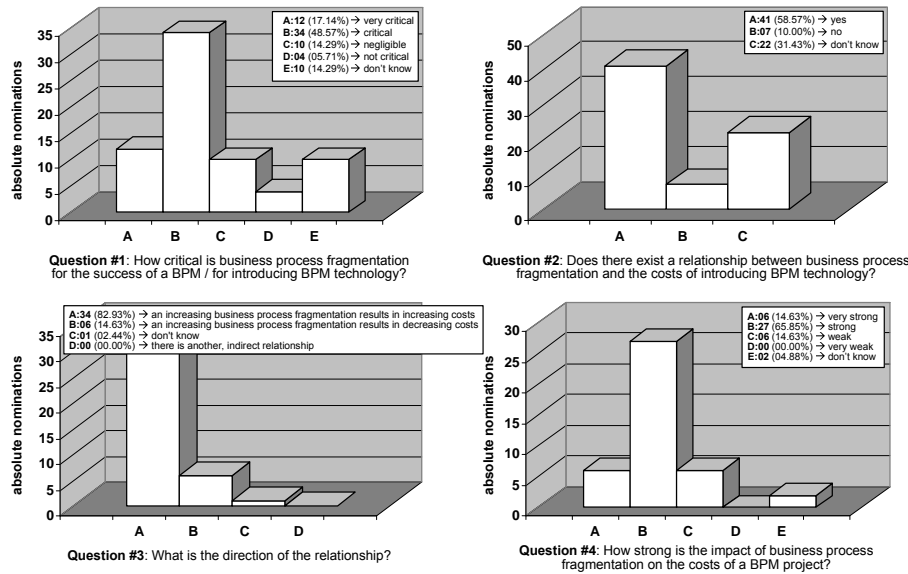 A:12 (17.14%) → very critical
B:34 (48.57%) → critical
C:10 (14.29%) → negligible
D:04 (05.71%) → not critical
E:10 (14.29%) → don't know
absolute nominations
35
30
25
20
15
10
5
0
A B C D E
Question #1: How critical is business process fragmentation
for the success of a BPM / for introducing BPM technology?
A:41 (58.57%) → yes
B:07 (10.00%) → no
C:22 (31.43%) → don't know
absolute nominations
50
40
30
20
10
0
A B C
Question #2: Does there exist a relationship between business process
fragmentation and the costs of introducing BPM technology?
A:34 (82.93%) → an increasing business process fragmentation results in increasing costs
B:06 (14.63%) → an increasing business process fragmentation results in decreasing costs
C:01 (02.44%) → don't know
D:00 (00.00%) → there is another, indirect relationship
absolute nominations
35
30
25
20
15
10
5
0
A B C D
Question #3: What is the direction of the relationship?
A:06 (14.63%) → very strong
B:27 (65.85%) → strong
C:06 (14.63%) → weak
D:00 (00.00%) → very weak
E:02 (04.88%) → don't know
absolute nominations
30
25
20
15
10
5
0
A B C D E
Question #4: How strong is the impact of business process
fragmentation on the costs of a BPM project?